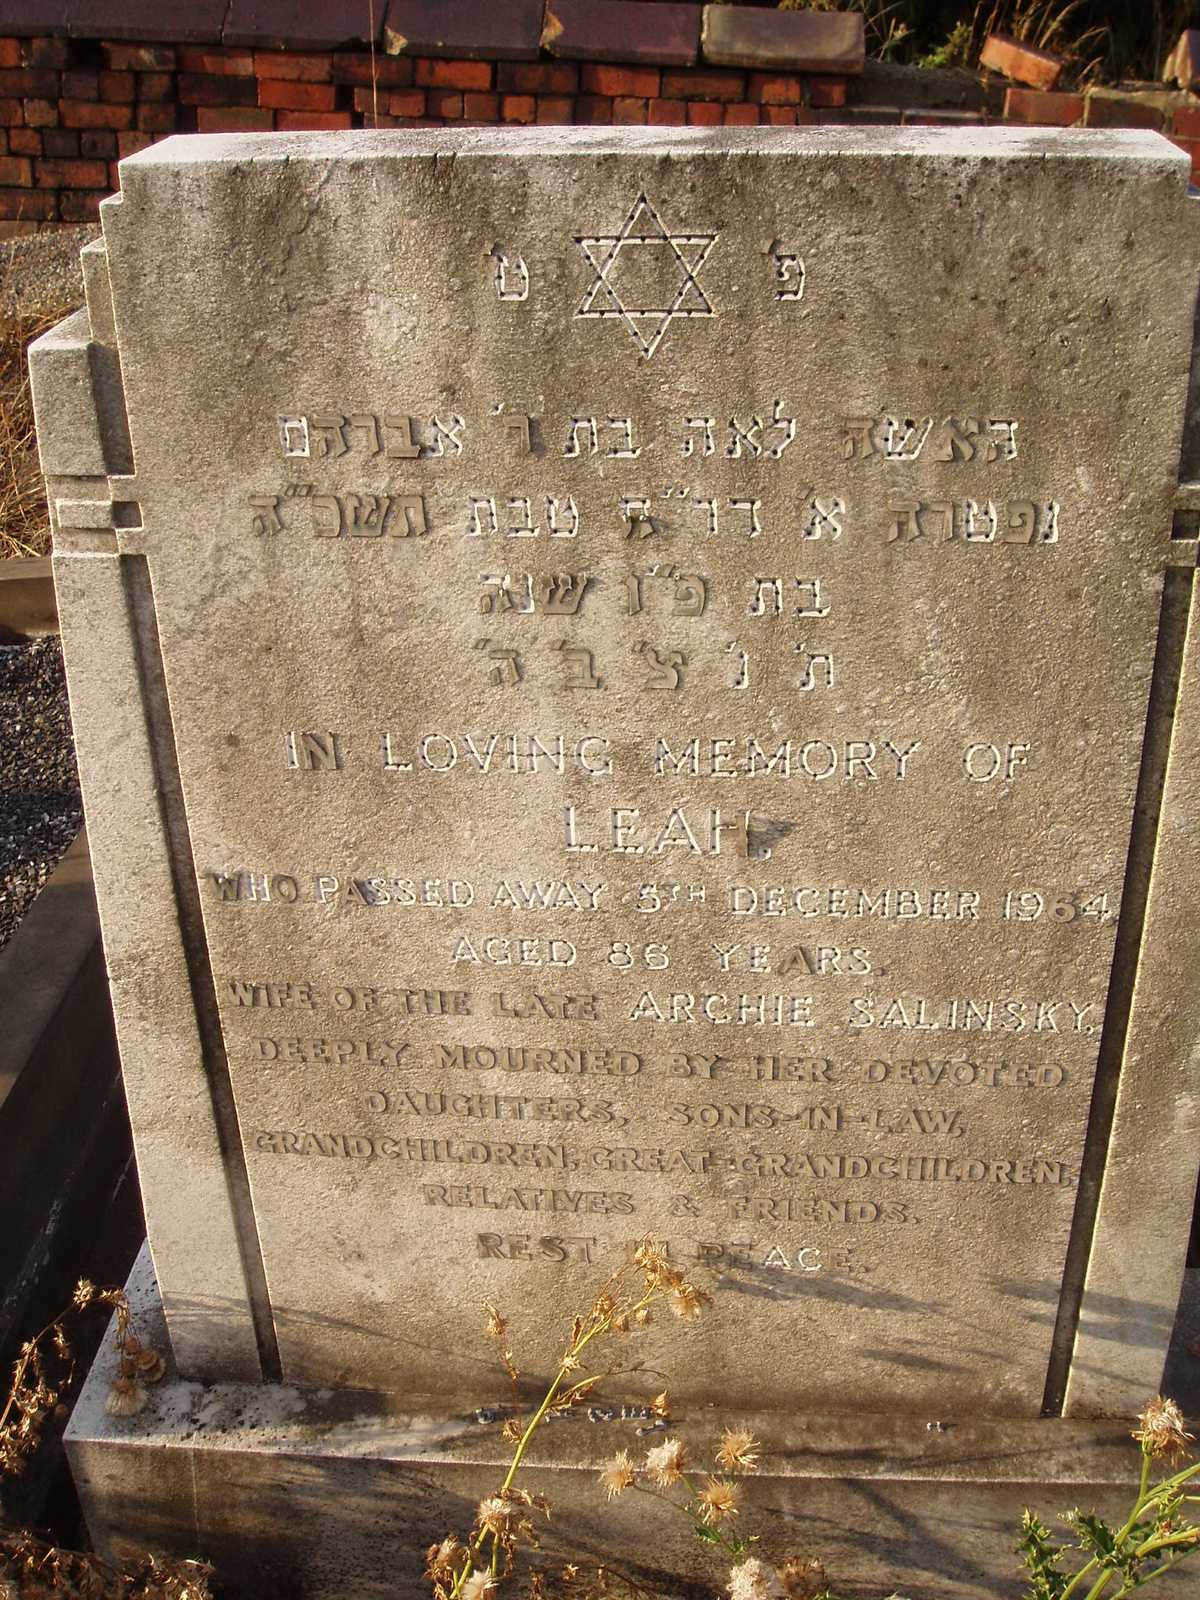 פ' ט'
האשה לאה בת ר' אברהם
נפטרה א' דר"ח טבת תשכ"ה
בת פ"ו שנה
ת' נ' צ' ב' ה'
IN LOVING MEMORY OF
LEAH,
WHO PASSED AWAY 5TH DECEMBER 1964,
AGED 86 YEARS.
WIFE OF THE LATE ARCHIE SALINSKY,
DEEPLY MOURNED BY HER DEVOTED
DAUGHTERS, SONS-IN-LAW,
GRANDCHILDREN, GREAT-GRANDCHILDREN,
RELATIVES & FRIENDS.
REST IN PEACE.